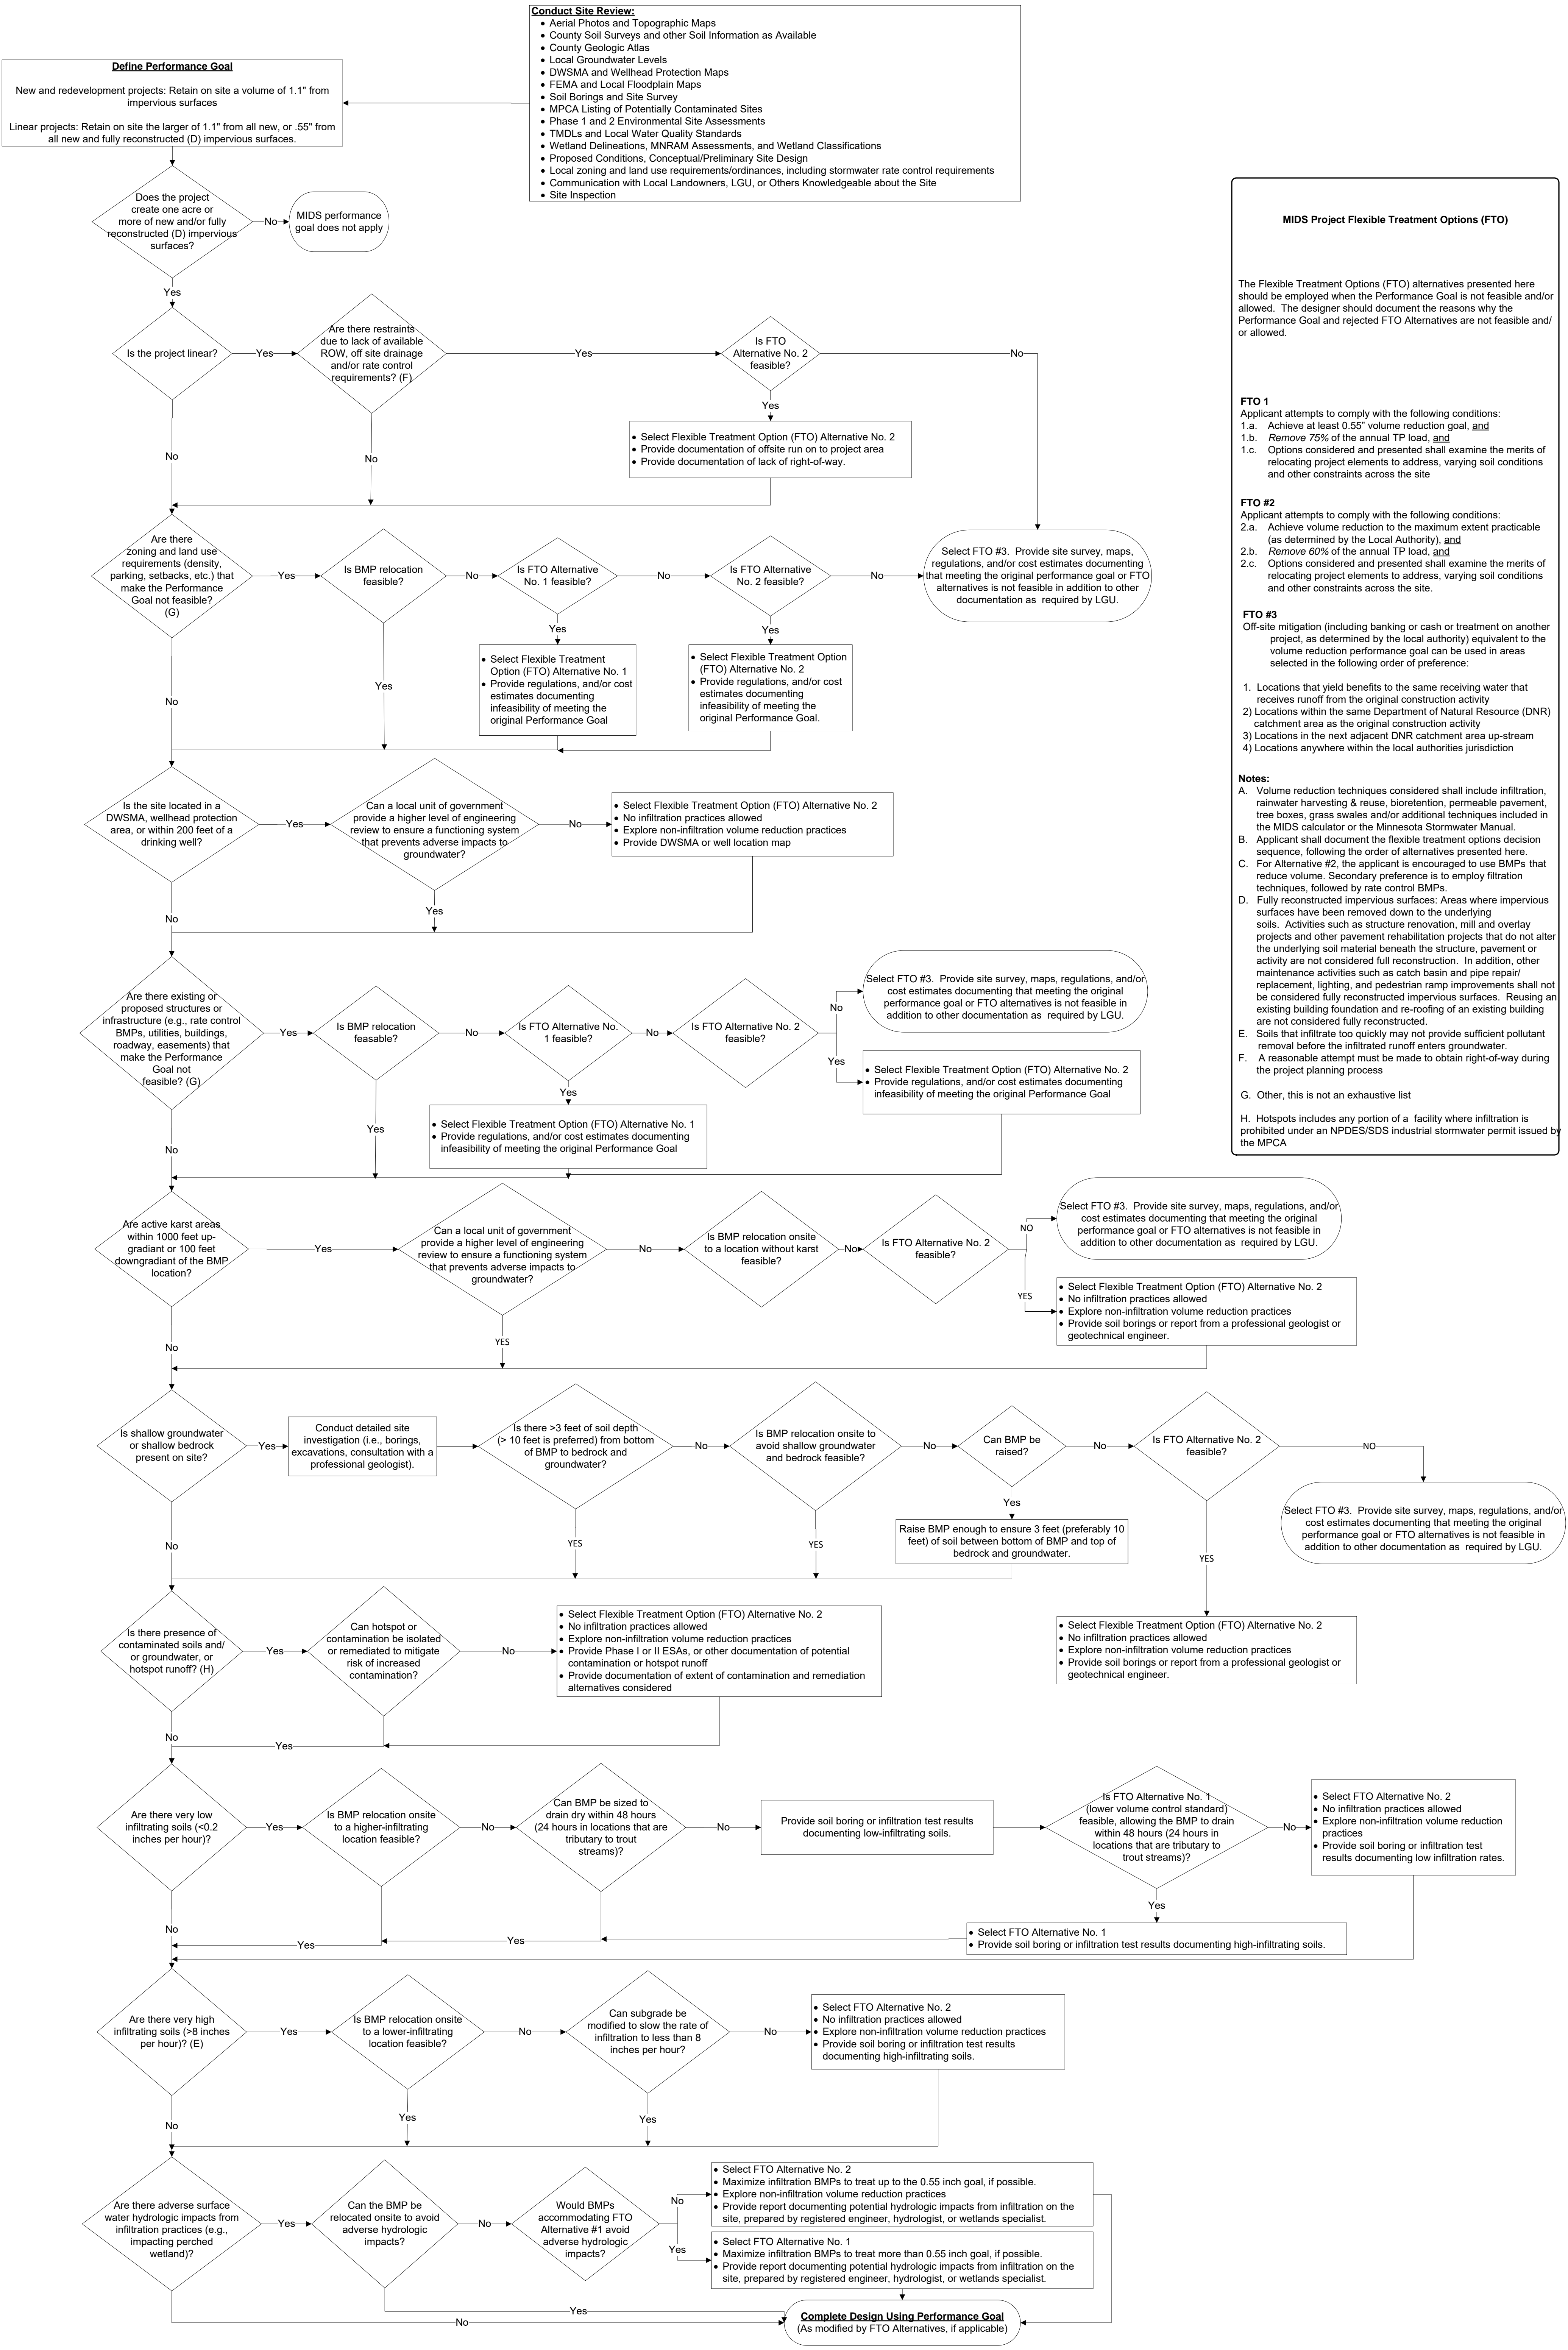 Conduct Site Review:
• Aerial Photos and Topographic Maps
• County Soil Surveys and other Soil Information as Available
• County Geologic Atlas
• Local Groundwater Levels
• DWSMA and Wellhead Protection Maps
• FEMA and Local Floodplain Maps
• Soil Borings and Site Survey
• MPCA Listing of Potentially Contaminated Sites
• Phase 1 and 2 Environmental Site Assessments
• TMDLs and Local Water Quality Standards
• Wetland Delineations, MNRAM Assessments, and Wetland Classifications
• Proposed Conditions, Conceptual/Preliminary Site Design
• Local zoning and land use requirements/ordinances, including stormwater rate control requirements
• Communication with Local Landowners, LGU, or Others Knowledgeable about the Site
• Site Inspection
Define Performance Goal
New and redevelopment projects: Retain on site a volume of 1.1" from
impervious surfaces
Linear projects: Retain on site the larger of 1.1" from all new, or .55" from
all new and fully reconstructed (D) impervious surfaces.
Does the project
create one acre or
more of new and/or fully
reconstructed (D) impervious
surfaces?
No
MIDS performance
goal does not apply
Yes
Is the project linear?
Yes
Are there restraints
due to lack of available
ROW, off site drainage
and/or rate control
requirements? (F)
Yes
Is FTO
Alternative No. 2
feasible?
No
Yes
• Select Flexible Treatment Option (FTO) Alternative No. 2
• Provide documentation of offsite run on to project area
• Provide documentation of lack of right-of-way.
No
No
Are there
zoning and land use
requirements (density,
parking, setbacks, etc.) that
make the Performance
Goal not feasible?
(G)
Yes
Is BMP relocation
feasible?
No
Is FTO Alternative
No. 1 feasible?
No
Is FTO Alternative
No. 2 feasible?
No
Select FTO #3.  Provide site survey, maps,
regulations, and/or cost estimates documenting
that meeting the original performance goal or FTO
alternatives is not feasible in addition to other
documentation as  required by LGU.
Yes
Yes
• Select Flexible Treatment
Option (FTO) Alternative No. 1
• Provide regulations, and/or cost
estimates documenting
infeasibility of meeting the
original Performance Goal
• Select Flexible Treatment Option
(FTO) Alternative No. 2
• Provide regulations, and/or cost
estimates documenting
infeasibility of meeting the
original Performance Goal.
Yes
No
Is the site located in a
DWSMA, wellhead protection
area, or within 200 feet of a
drinking well?
Yes
Can a local unit of government
provide a higher level of engineering
review to ensure a functioning system
that prevents adverse impacts to
groundwater?
No
• Select Flexible Treatment Option (FTO) Alternative No. 2
• No infiltration practices allowed
• Explore non-infiltration volume reduction practices
• Provide DWSMA or well location map
Yes
No
Are there existing or
proposed structures or
infrastructure (e.g., rate control
BMPs, utilities, buildings,
roadway, easements) that
make the Performance
Goal not
feasible? (G)
Yes
Is BMP relocation
feasable?
No
Is FTO Alternative No.
1 feasible?
No
Is FTO Alternative No. 2
feasible?
No
Select FTO #3.  Provide site survey, maps, regulations, and/or
cost estimates documenting that meeting the original
performance goal or FTO alternatives is not feasible in
addition to other documentation as  required by LGU.
Yes
• Select Flexible Treatment Option (FTO) Alternative No. 2
• Provide regulations, and/or cost estimates documenting
infeasibility of meeting the original Performance Goal
Yes
• Select Flexible Treatment Option (FTO) Alternative No. 1
• Provide regulations, and/or cost estimates documenting
infeasibility of meeting the original Performance Goal
Yes
No
Are active karst areas
within 1000 feet up-
gradiant or 100 feet
downgradiant of the BMP
location?
Yes
Can a local unit of government
provide a higher level of engineering
review to ensure a functioning system
that prevents adverse impacts to
groundwater?
No
Is BMP relocation onsite
to a location without karst
feasible?
No
Is FTO Alternative No. 2
feasible?
NO
Select FTO #3.  Provide site survey, maps, regulations, and/or
cost estimates documenting that meeting the original
performance goal or FTO alternatives is not feasible in
addition to other documentation as  required by LGU.
YES
• Select Flexible Treatment Option (FTO) Alternative No. 2
• No infiltration practices allowed
• Explore non-infiltration volume reduction practices
• Provide soil borings or report from a professional geologist or
geotechnical engineer.
YES
No
Is shallow groundwater
or shallow bedrock
present on site?
Yes
Conduct detailed site
investigation (i.e., borings,
excavations, consultation with a
professional geologist).
Is there >3 feet of soil depth
(> 10 feet is preferred) from bottom
of BMP to bedrock and
groundwater?
No
Is BMP relocation onsite to
avoid shallow groundwater
and bedrock feasible?
No
Can BMP be
raised?
No
Is FTO Alternative No. 2
feasible?
NO
Select FTO #3.  Provide site survey, maps, regulations, and/or
cost estimates documenting that meeting the original
performance goal or FTO alternatives is not feasible in
addition to other documentation as  required by LGU.
Yes
Raise BMP enough to ensure 3 feet (preferably 10
feet) of soil between bottom of BMP and top of
bedrock and groundwater.
YES
YES
YES
No
• Select Flexible Treatment Option (FTO) Alternative No. 2
• No infiltration practices allowed
• Explore non-infiltration volume reduction practices
• Provide soil borings or report from a professional geologist or
geotechnical engineer.
Is there presence of
contaminated soils and/
or groundwater, or
hotspot runoff? (H)
Yes
Can hotspot or
contamination be isolated
or remediated to mitigate
risk of increased
contamination?
No
• Select Flexible Treatment Option (FTO) Alternative No. 2
• No infiltration practices allowed
• Explore non-infiltration volume reduction practices
• Provide Phase I or II ESAs, or other documentation of potential
contamination or hotspot runoff
• Provide documentation of extent of contamination and remediation
alternatives considered
No
Yes
Are there very low
infiltrating soils (<0.2
inches per hour)?
Yes
Is BMP relocation onsite
to a higher-infiltrating
location feasible?
No
Can BMP be sized to
drain dry within 48 hours
(24 hours in locations that are
tributary to trout
streams)?
No
Provide soil boring or infiltration test results
documenting low-infiltrating soils.
Is FTO Alternative No. 1
(lower volume control standard)
feasible, allowing the BMP to drain
within 48 hours (24 hours in
locations that are tributary to
trout streams)?
No
• Select FTO Alternative No. 2
• No infiltration practices allowed
• Explore non-infiltration volume reduction
practices
• Provide soil boring or infiltration test
results documenting low infiltration rates.
Yes
• Select FTO Alternative No. 1
• Provide soil boring or infiltration test results documenting high-infiltrating soils.
No
Yes
Yes
Are there very high
infiltrating soils (>8 inches
per hour)? (E)
Yes
Is BMP relocation onsite
to a lower-infiltrating
location feasible?
No
Can subgrade be
modified to slow the rate of
infiltration to less than 8
inches per hour?
No
• Select FTO Alternative No. 2
• No infiltration practices allowed
• Explore non-infiltration volume reduction practices
• Provide soil boring or infiltration test results
documenting high-infiltrating soils.
Yes
Yes
No
Are there adverse surface
water hydrologic impacts from
infiltration practices (e.g.,
impacting perched
wetland)?
Yes
Can the BMP be
relocated onsite to avoid
adverse hydrologic
impacts?
No
Would BMPs
accommodating FTO
Alternative #1 avoid
adverse hydrologic
impacts?
No
• Select FTO Alternative No. 2
• Maximize infiltration BMPs to treat up to the 0.55 inch goal, if possible.
• Explore non-infiltration volume reduction practices
• Provide report documenting potential hydrologic impacts from infiltration on the
site, prepared by registered engineer, hydrologist, or wetlands specialist.
Yes
• Select FTO Alternative No. 1
• Maximize infiltration BMPs to treat more than 0.55 inch goal, if possible.
• Provide report documenting potential hydrologic impacts from infiltration on the
site, prepared by registered engineer, hydrologist, or wetlands specialist.
Yes
No
Complete Design Using Performance Goal
(As modified by FTO Alternatives, if applicable)
MIDS Project Flexible Treatment Options (FTO)
The Flexible Treatment Options (FTO) alternatives presented here
should be employed when the Performance Goal is not feasible and/or
allowed.  The designer should document the reasons why the
Performance Goal and rejected FTO Alternatives are not feasible and/
or allowed.
FTO 1
Applicant attempts to comply with the following conditions:
1.a. Achieve at least 0.55" volume reduction goal, and
1.b. Remove 75% of the annual TP load, and
1.c. Options considered and presented shall examine the merits of
relocating project elements to address, varying soil conditions
and other constraints across the site
FTO #2
Applicant attempts to comply with the following conditions:
2.a. Achieve volume reduction to the maximum extent practicable
(as determined by the Local Authority), and
2.b. Remove 60% of the annual TP load, and
2.c. Options considered and presented shall examine the merits of
relocating project elements to address, varying soil conditions
and other constraints across the site.
FTO #3
Off-site mitigation (including banking or cash or treatment on another
project, as determined by the local authority) equivalent to the
volume reduction performance goal can be used in areas
selected in the following order of preference:
1. Locations that yield benefits to the same receiving water that
receives runoff from the original construction activity
2) Locations within the same Department of Natural Resource (DNR)
catchment area as the original construction activity
3) Locations in the next adjacent DNR catchment area up-stream
4) Locations anywhere within the local authorities jurisdiction
Notes:
A. Volume reduction techniques considered shall include infiltration,
rainwater harvesting & reuse, bioretention, permeable pavement,
tree boxes, grass swales and/or additional techniques included in
the MIDS calculator or the Minnesota Stormwater Manual.
B. Applicant shall document the flexible treatment options decision
sequence, following the order of alternatives presented here.
C. For Alternative #2, the applicant is encouraged to use BMPs that
reduce volume. Secondary preference is to employ filtration
techniques, followed by rate control BMPs.
D. Fully reconstructed impervious surfaces: Areas where impervious
surfaces have been removed down to the underlying
soils.  Activities such as structure renovation, mill and overlay
projects and other pavement rehabilitation projects that do not alter
the underlying soil material beneath the structure, pavement or
activity are not considered full reconstruction.  In addition, other
maintenance activities such as catch basin and pipe repair/
replacement, lighting, and pedestrian ramp improvements shall not
be considered fully reconstructed impervious surfaces.  Reusing an
existing building foundation and re-roofing of an existing building
are not considered fully reconstructed.
E. Soils that infiltrate too quickly may not provide sufficient pollutant
removal before the infiltrated runoff enters groundwater.
F. A reasonable attempt must be made to obtain right-of-way during
the project planning process
G. Other, this is not an exhaustive list
H. Hotspots includes any portion of a  facility where infiltration is
prohibited under an NPDES/SDS industrial stormwater permit issued by
the MPCA